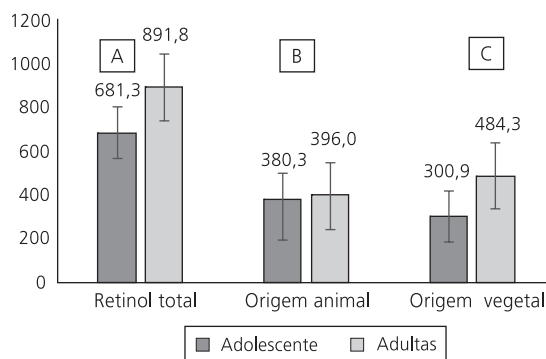 1200
1000
800
600
400
200
0
A
B
C
681,3
891,8
380,3
396,0
300,9
484,3
Retinol total
Origem animal
Origem vegetal
Adolescente
Adultas